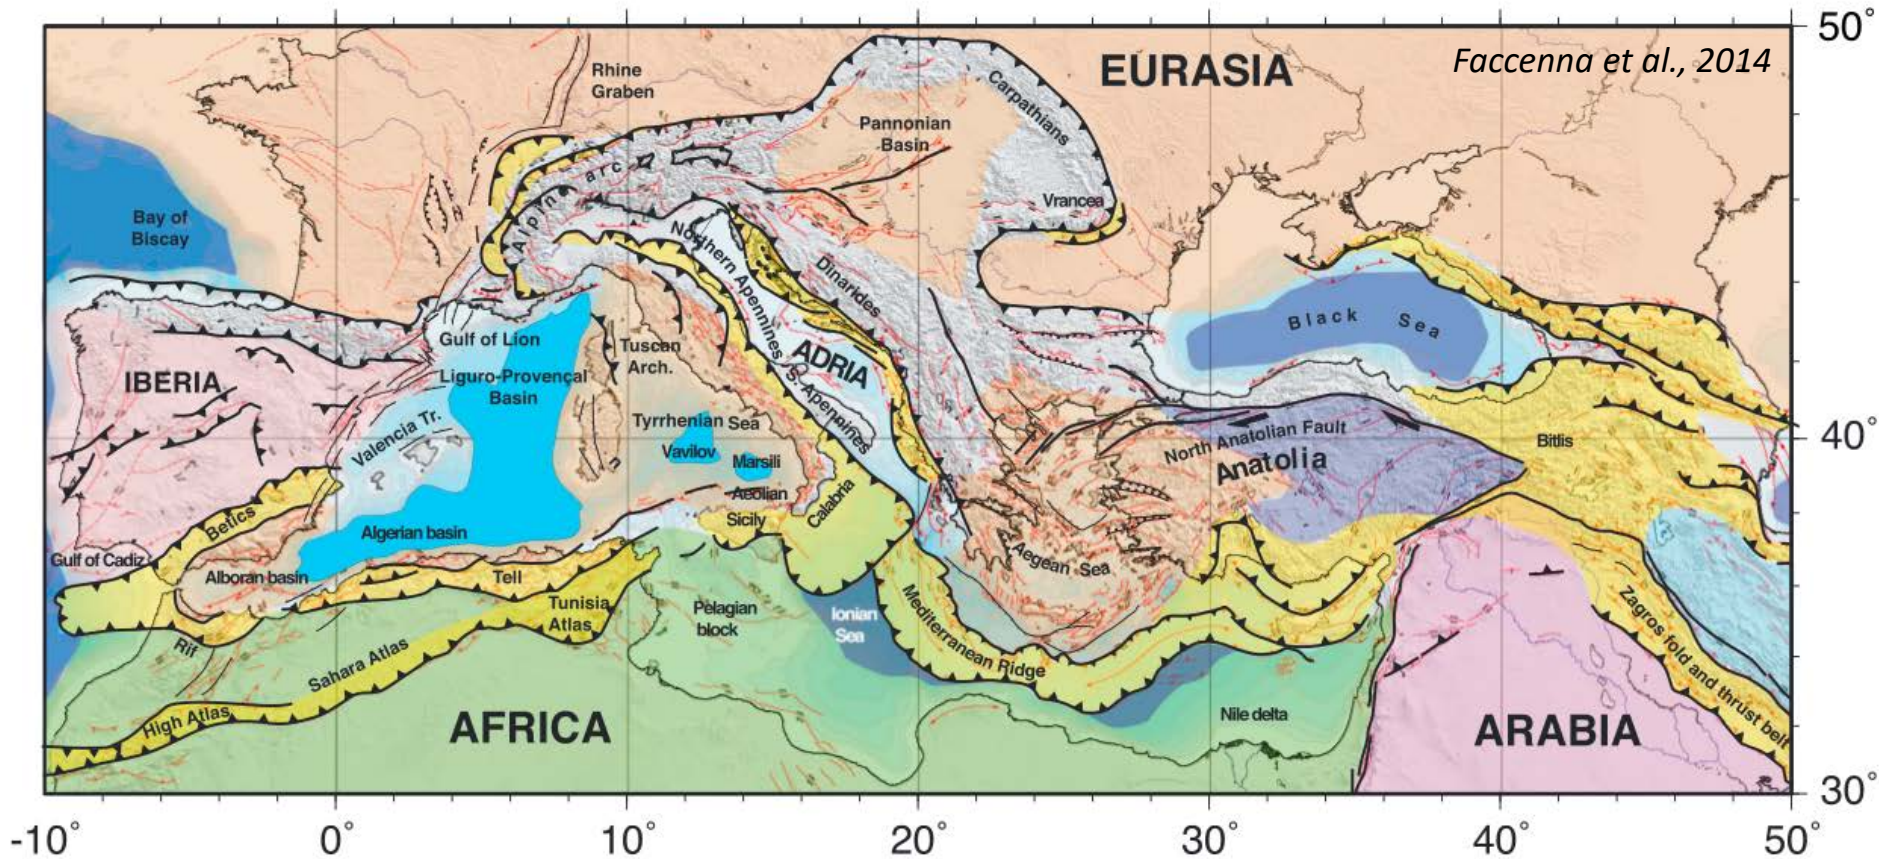 50°
EURASIA
Faccenna et al., 2014
Rhine
Graben
Carpathians
Pannonian
Basin
Alpine arc
Vrancea
Bay of
Biscay
Northern Apennines
Dinarides
Black Sea
Gulf of Lion
Tuscan
Arch.
ADRIA
IBERIA
Liguro-Provençal
Basin
S. Apennines
Valencia Tr.
Tyrrhenian Sea
North Anatolian Fault
40°
Bitlis
Vavilov
Marsili
Anatolia
Aeolian
Calabria
Betics
Sicily
Algerian basin
Gulf of Cadiz
Aegean Sea
Alboran basin
Tell
Tunisia
Atlas
Pelagian
block
Ionian
Sea
Mediterranean Ridge
Zagros fold and thrust belt
Rif
Sahara Atlas
High Atlas
AFRICA
Nile delta
ARABIA
30°
-10°
0°
10°
20°
30°
40°
50°